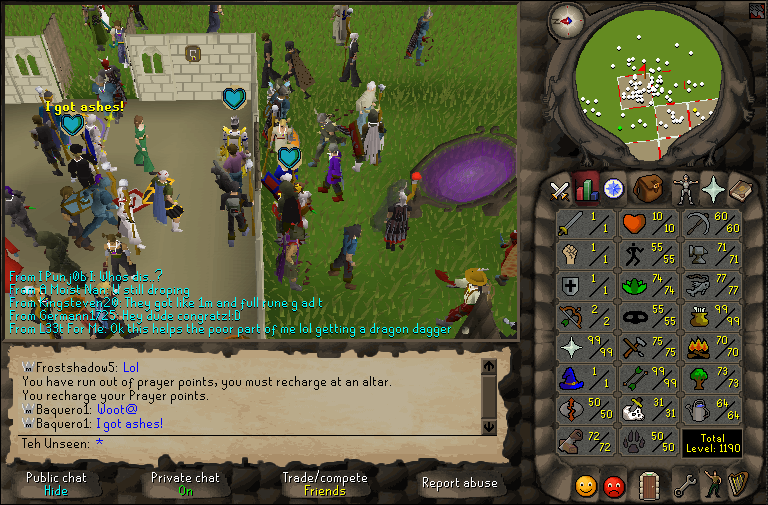 I got ashes!
From I Punj0b I: Whos dis..?
From A Moist Nan: U still droping
From Kingsteven20: They got like 1m and full rune g ad t
From Germann1725: Hey dude congratz!:D
From L33t For Me: Ok this helps the poor part of me lol getting a dragon dagger
Frostshadow5: Lol
You have run out of prayer points, you must recharge at an altar.
You recharge your Prayer points.
Baquero1: Woot@
Baquero1: I got ashes!
Teh Unseen: *
Public chat
Hide
Private chat
On
Trade/compete
Friends
Report abuse
1/1 10/10 60/60
1/1 55/55 71/71
1/1 74/74 77/77
2/2 55/55 99/99
99/99 75/75 70/70
1/1 99/99 73/73
50/50 31/31 64/64
72/72 50/50
Total
Level: 1190